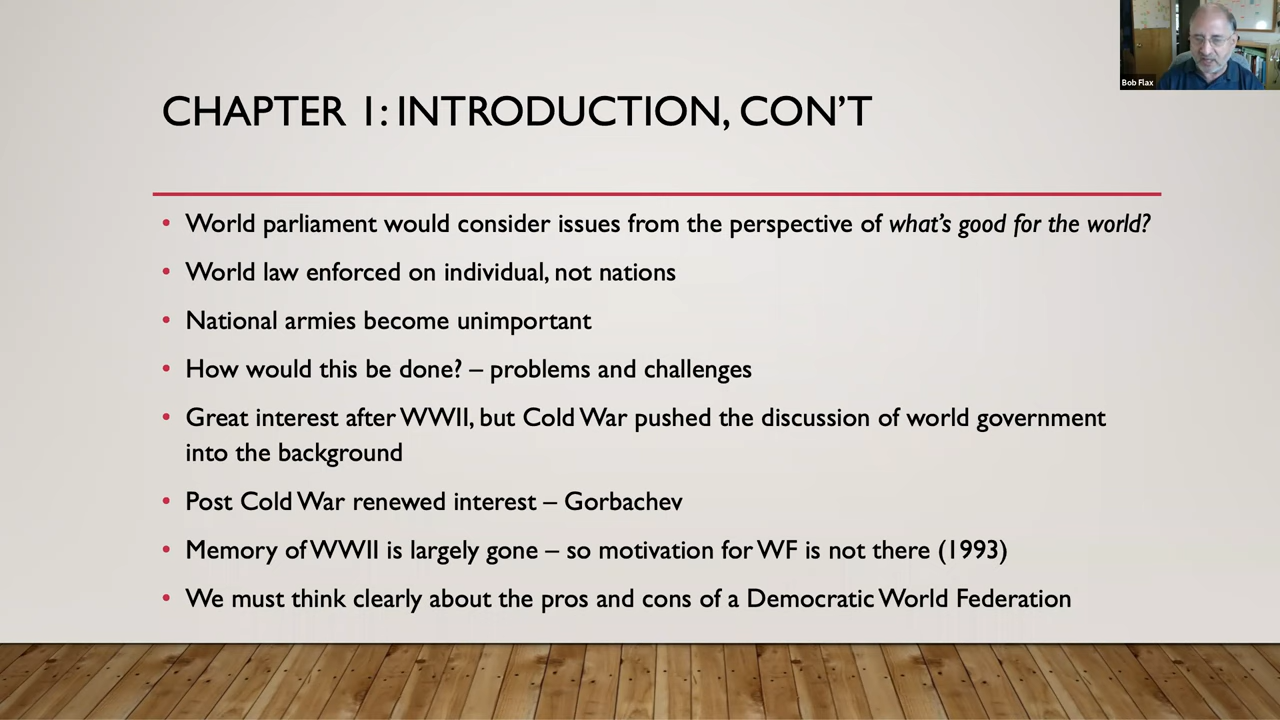 Bob Flax
CHAPTER 1: INTRODUCTION, CON'T
• World parliament would consider issues from the perspective of what's good for the world?
• World law enforced on individual, not nations
• National armies become unimportant
• How would this be done? – problems and challenges
• Great interest after WWII, but Cold War pushed the discussion of world government
into the background
• Post Cold War renewed interest – Gorbachev
• Memory of WWII is largely gone – so motivation for WF is not there (1993)
• We must think clearly about the pros and cons of a Democratic World Federation